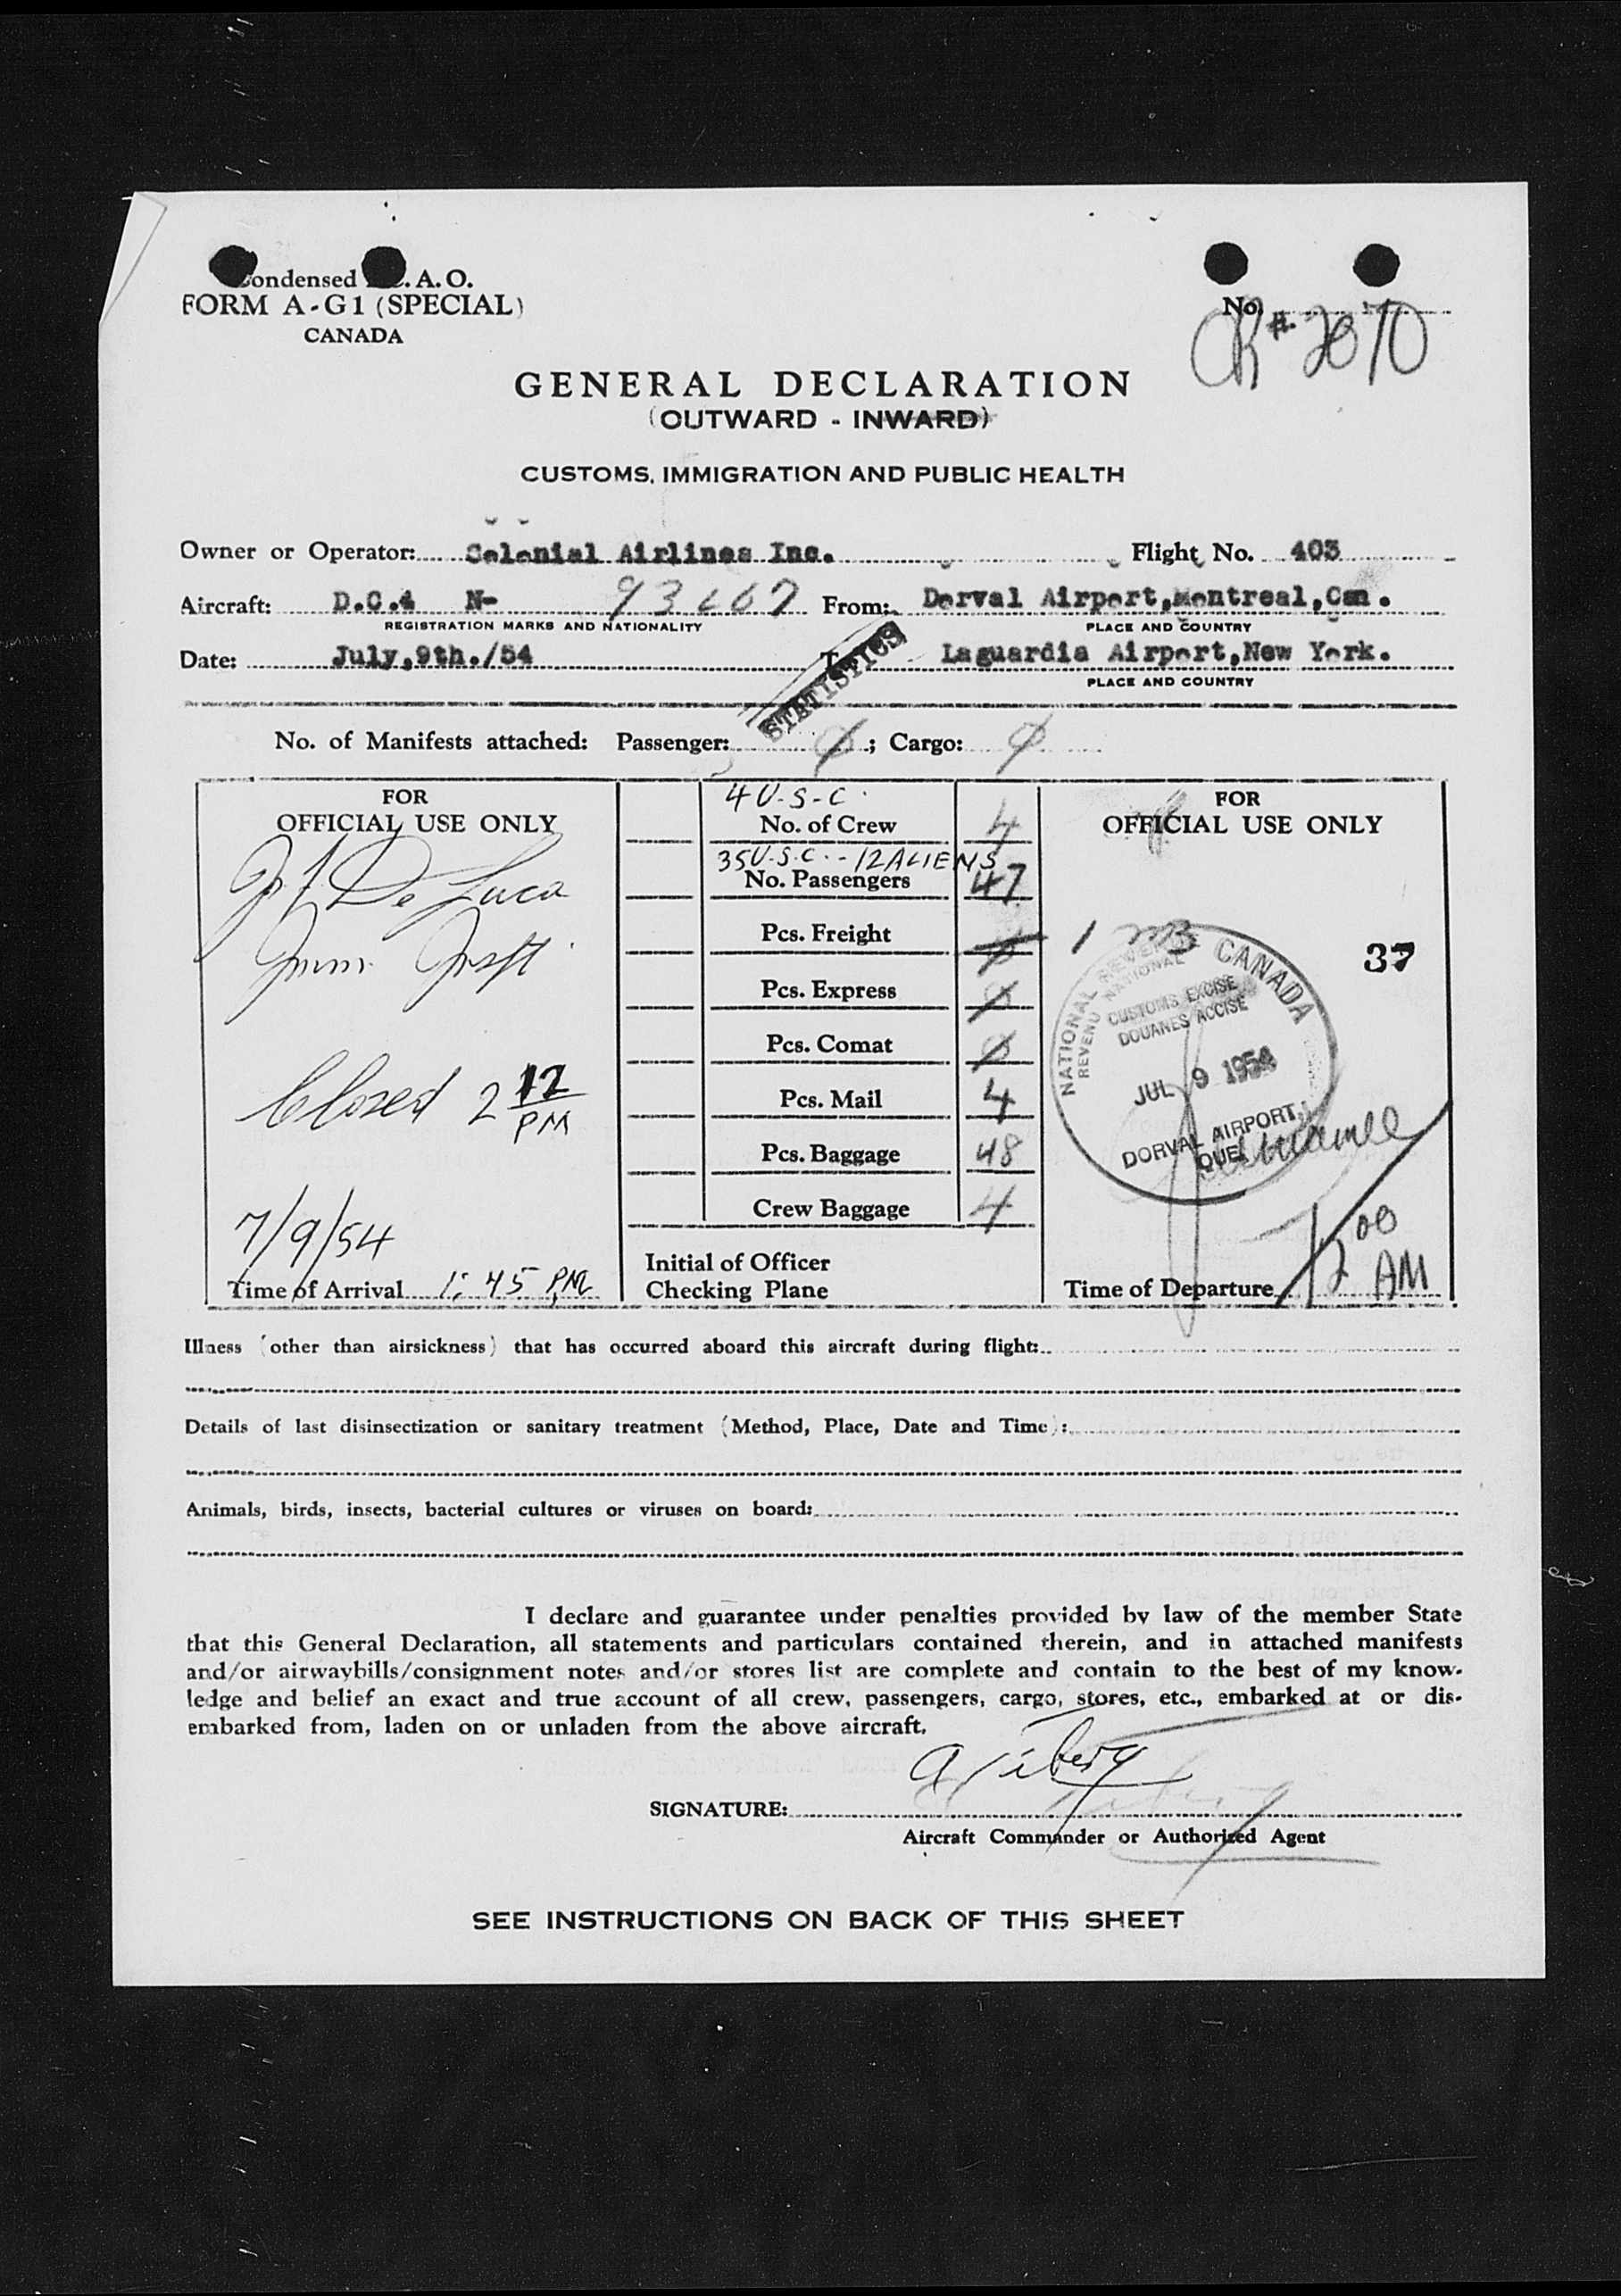 Condensed I.C.A.O.
FORM A-G1 (SPECIAL)
CANADA
No.
CR # 2070
GENERAL DECLARATION
(OUTWARD - INWARD)
CUSTOMS, IMMIGRATION AND PUBLIC HEALTH
Owner or Operator: Colonial Airlines Inc. Flight No. 403
Aircraft: D.C.4 N- From: Dorval Airport,Montreal,Can.
REGISTRATION MARKS AND NATIONALITY PLACE AND COUNTRY
Date: July,9th./54 To Laguardia Airport,New York.
PLACE AND COUNTRY
STATISTICS
No. of Manifests attached: Passenger: 0; Cargo: 0
FOR
OFFICIAL USE ONLY
De Luca
Closed 2 12 PM
7/9/54
Time of Arrival 1:45 PM
4 U-S-C
No. of Crew 4
35 U.S.C. - 12 ALIENS
No. Passengers 47
Pcs. Freight
Pcs. Express 0
Pcs. Comat 0
Pcs. Mail 4
Pcs. Baggage 48
Crew Baggage 4
Initial of Officer
Checking Plane
FOR
OFFICIAL USE ONLY
37
NATIONAL REVENUE CANADA
REVENU NATIONAL
CUSTOMS EXCISE
DOUANES ACCISE
JUL 9 1954
DORVAL AIRPORT,
QUE.
Time of Departure 12 00 AM
Illness (other than airsickness) that has occurred aboard this aircraft during flight:
Details of last disinsectization or sanitary treatment (Method, Place, Date and Time):
Animals, birds, insects, bacterial cultures or viruses on board:
I declare and guarantee under penalties provided by law of the member State
that this General Declaration, all statements and particulars contained therein, and in attached manifests
and/or airwaybills/consignment notes and/or stores list are complete and contain to the best of my know-
ledge and belief an exact and true account of all crew, passengers, cargo, stores, etc., embarked at or dis-
embarked from, laden on or unladen from the above aircraft.
SIGNATURE:
Aircraft Commander or Authorized Agent
SEE INSTRUCTIONS ON BACK OF THIS SHEET